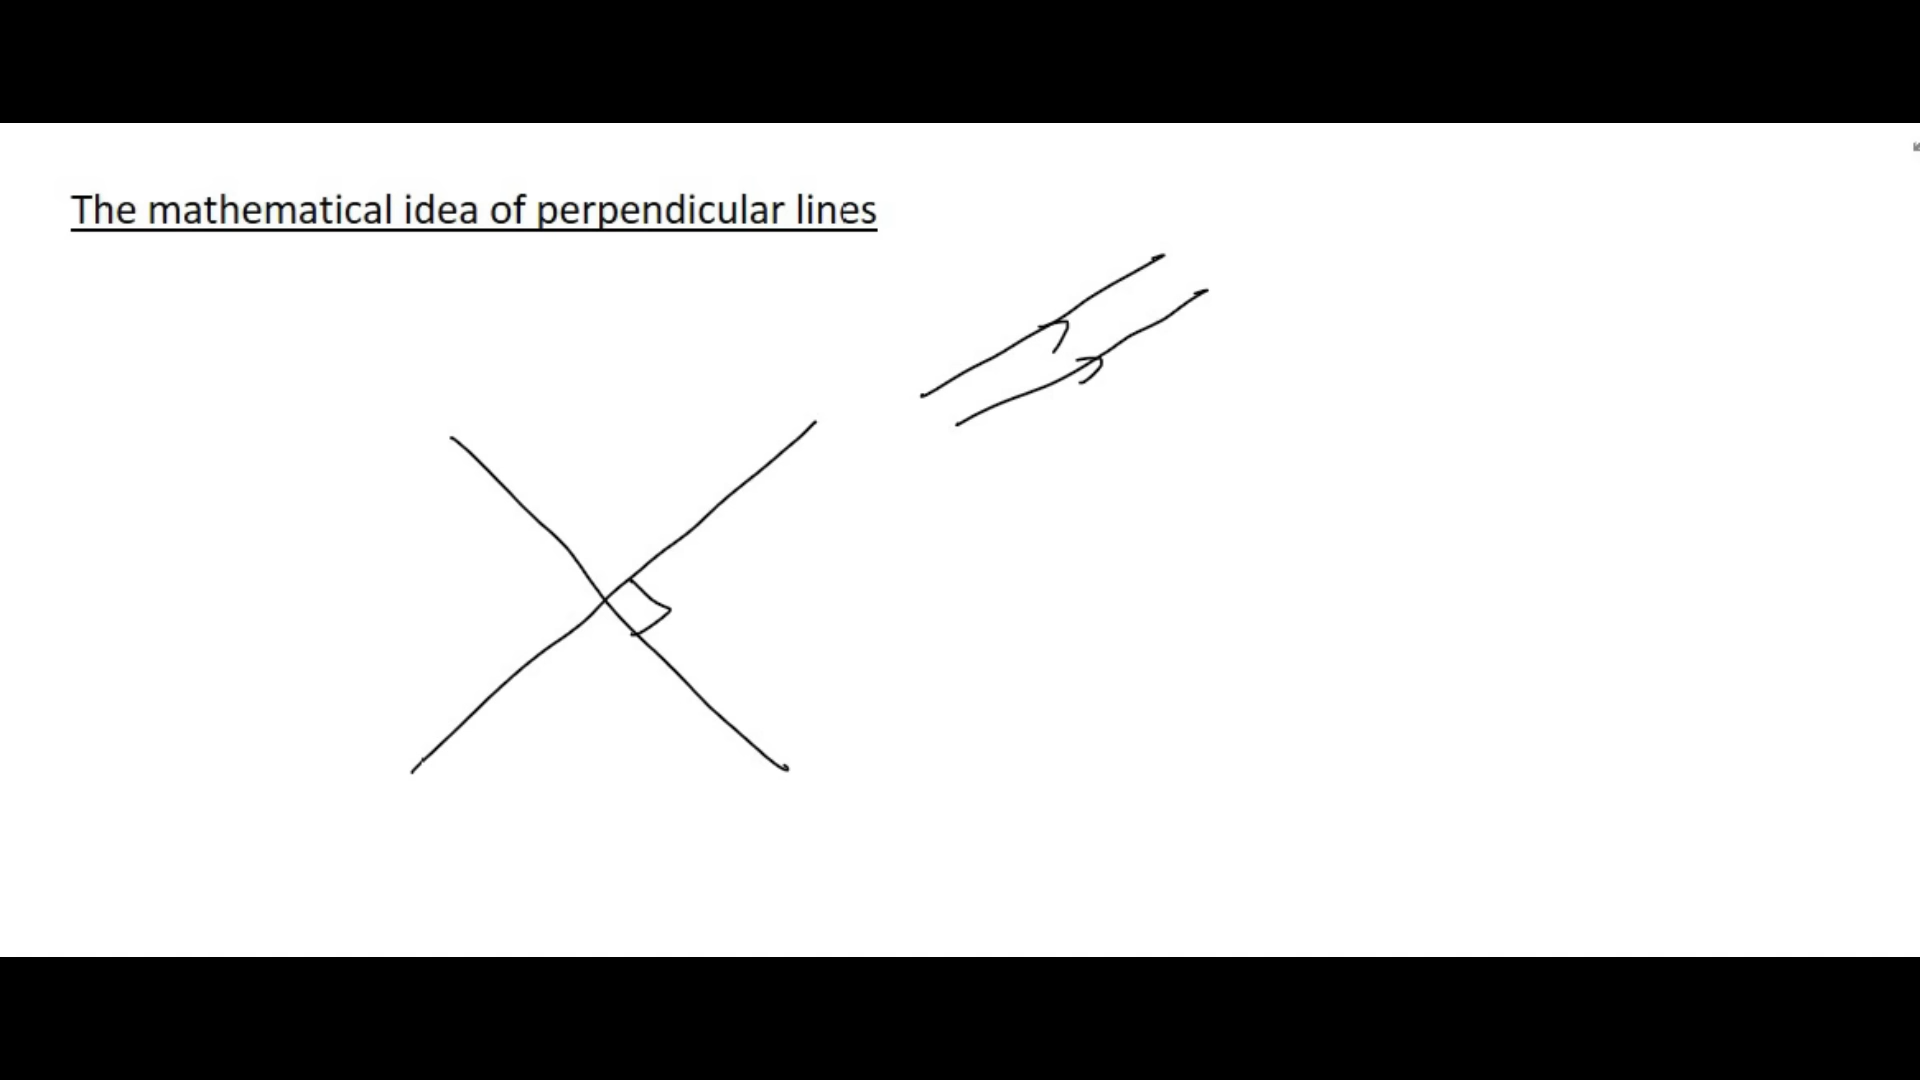 The mathematical idea of perpendicular lines